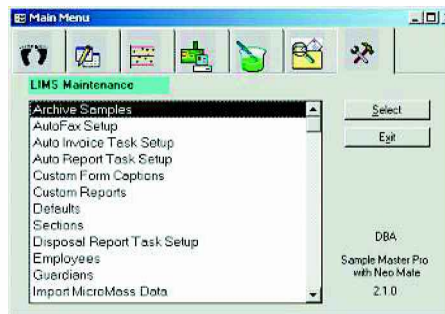 Main Menu
LIMS Maintenance
Archive Samples
AutoFax Setup
Auto Invoice Task Setup
Auto Report Task Setup
Custom Form Captions
Custom Reports
Defaults
Sections
Disposal Report Task Setup
Employees
Guardians
Import MicroMass Data
Select
Exit
DBA
Sample Master Pro
with Neo Mate
2.1.0